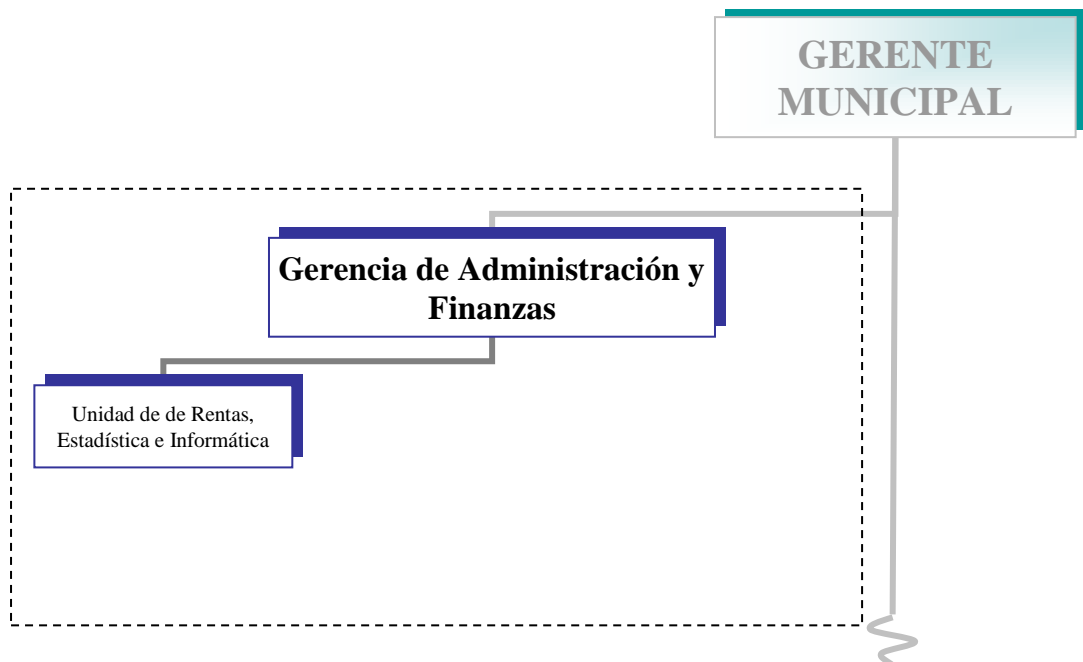 GERENTE
MUNICIPAL
Gerencia de Administración y
Finanzas
Unidad de de Rentas,
Estadística e Informática